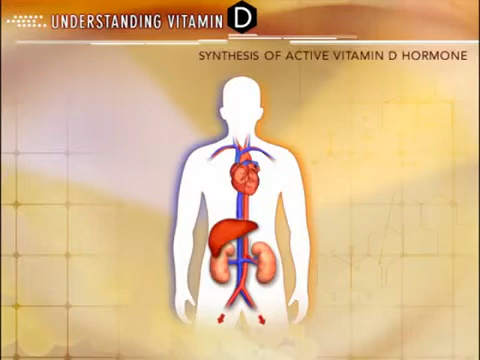 UNDERSTANDING VITAMIN D
SYNTHESIS OF ACTIVE VITAMIN D HORMONE